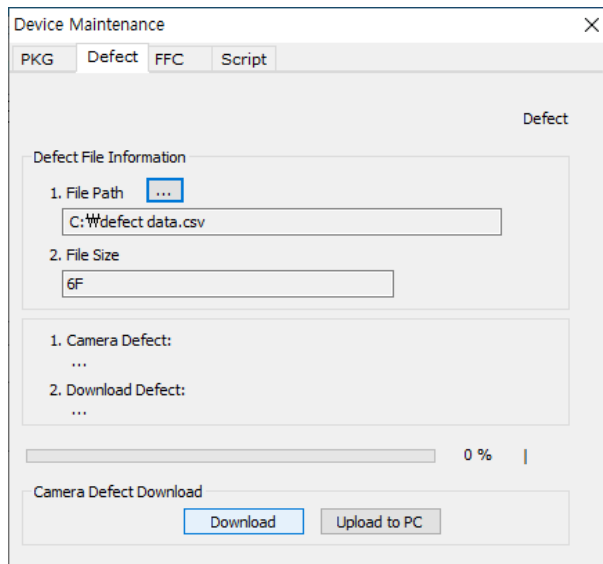 Device Maintenance
PKG Defect FFC Script
Defect
Defect File Information
1. File Path ...
C:₩defect data.csv
2. File Size
6F
1. Camera Defect:
...
2. Download Defect:
...
0 % |
Camera Defect Download
Download Upload to PC